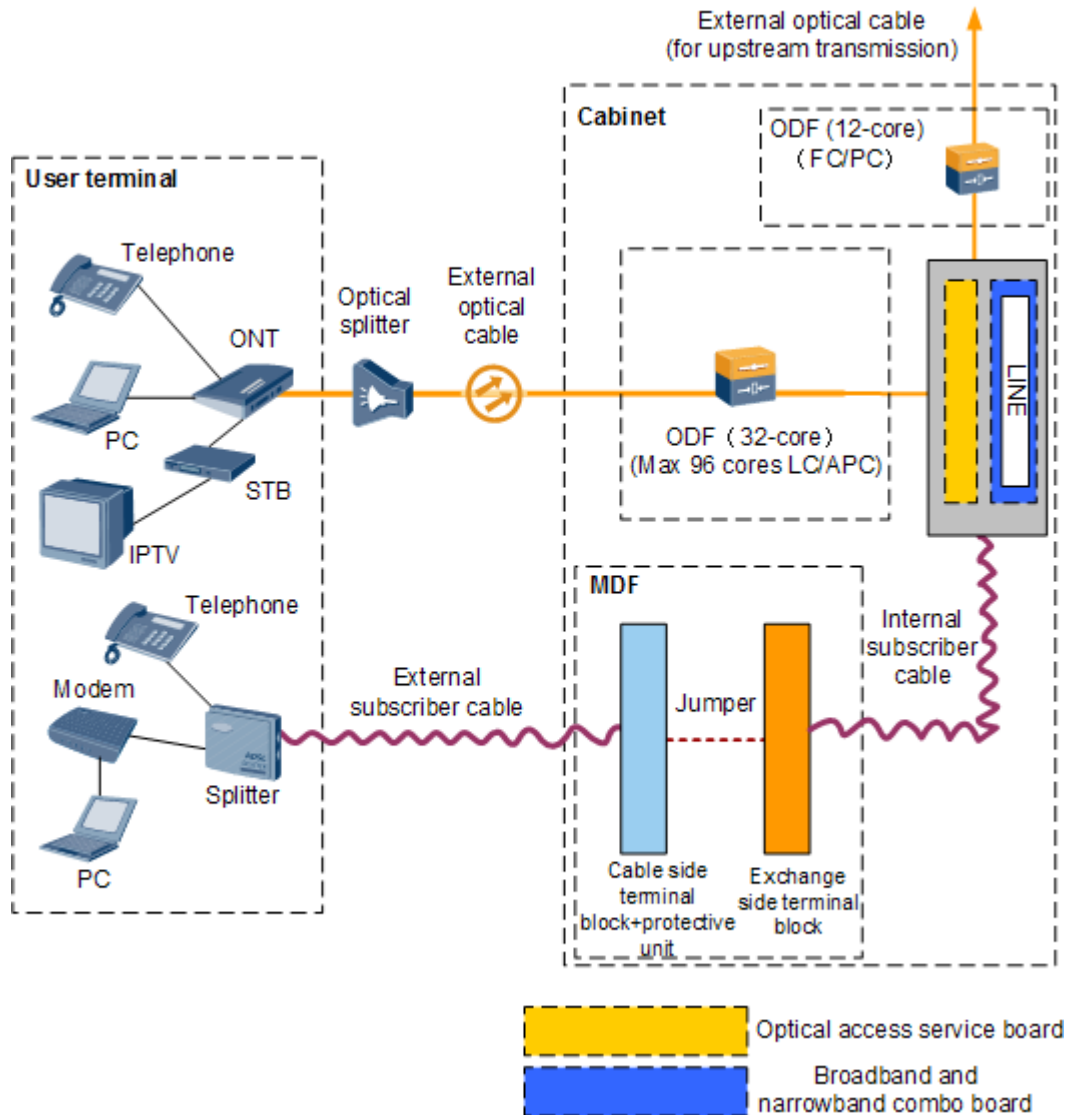 External optical cable
(for upstream transmission)
Cabinet
ODF (12-core)
(FC/PC)
User terminal
Telephone
ONT
PC
STB
IPTV
Optical
splitter
External
optical
cable
ODF (32-core)
(Max 96 cores LC/APC)
LINE
Telephone
Modem
Splitter
PC
External
subscriber cable
MDF
Jumper
Internal
subscriber
cable
Cable side
terminal
block+protective
unit
Exchange
side terminal
block
Optical access service board
Broadband and
narrowband combo board